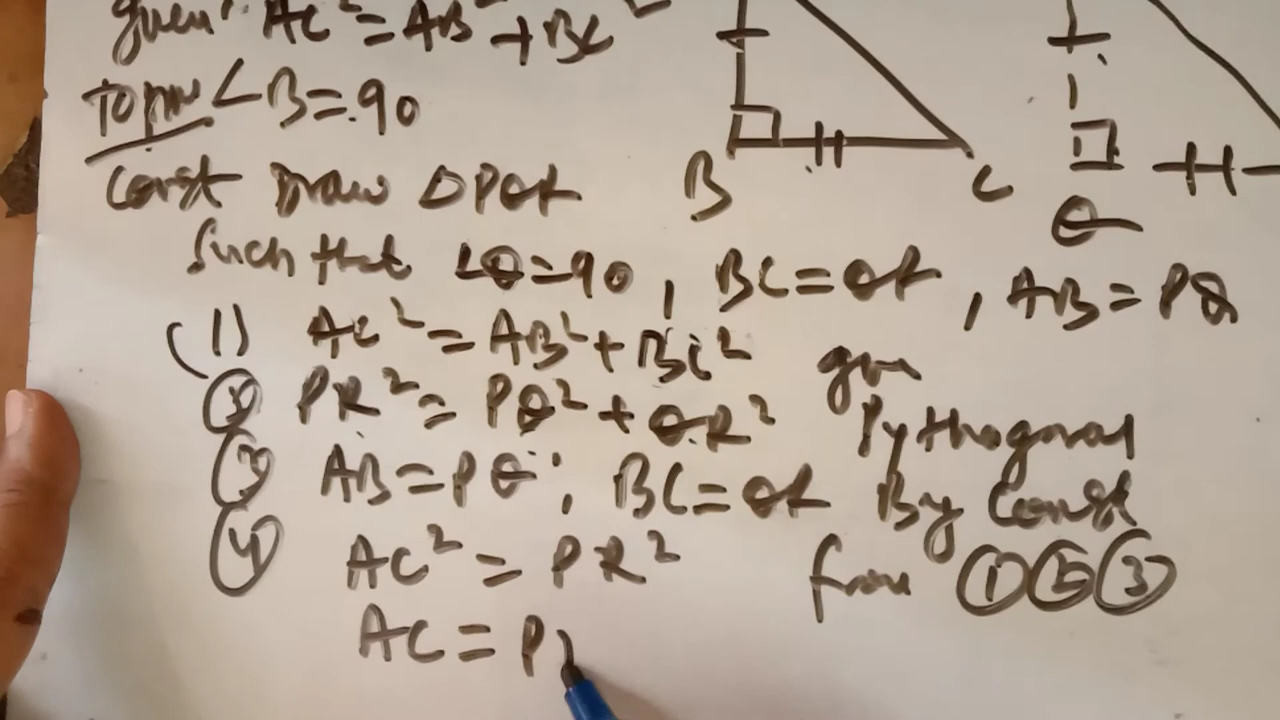 given: AC² = AB² + BC²
To prove ∠B = 90
Const Draw △PQR
Such that ∠Q = 90, BC = QR, AB = PQ
B
C
Q
(1) AC² = AB² + BC² given
(2) PR² = PQ² + QR² Pythagoras
(3) AB = PQ; BC = QR By Const
(4) AC² = PR² from (1) (2) (3)
AC = P